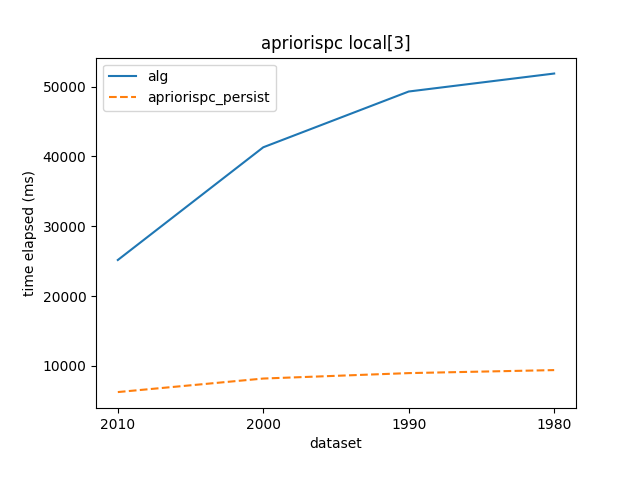 apriorispc local[3]
alg
apriorispc_persist
time elapsed (ms)
50000
40000
30000
20000
10000
2010 2000 1990 1980
dataset